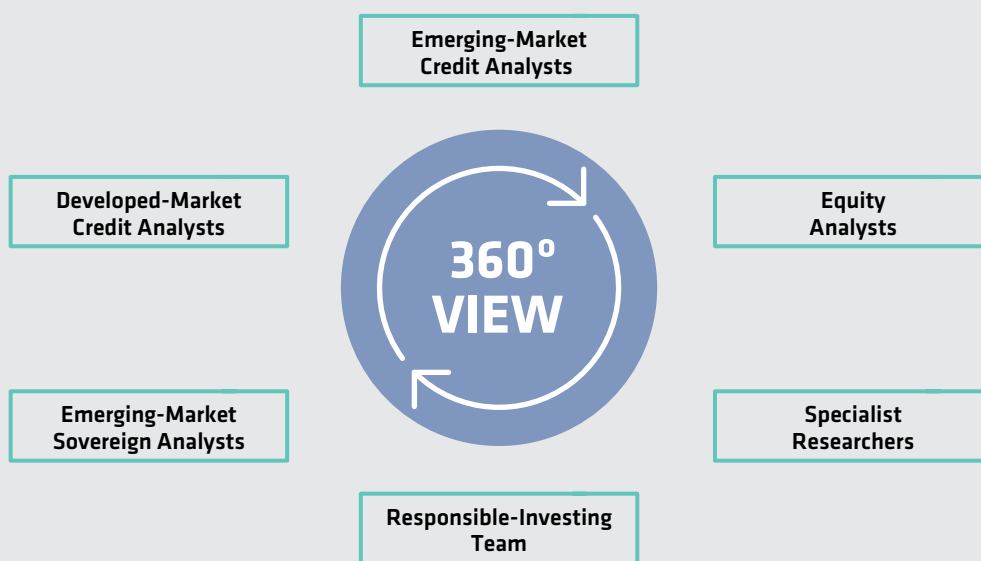 Emerging-Market
Credit Analysts
Developed-Market
Credit Analysts
Equity
Analysts
360°
VIEW
Emerging-Market
Sovereign Analysts
Specialist
Researchers
Responsible-Investing
Team